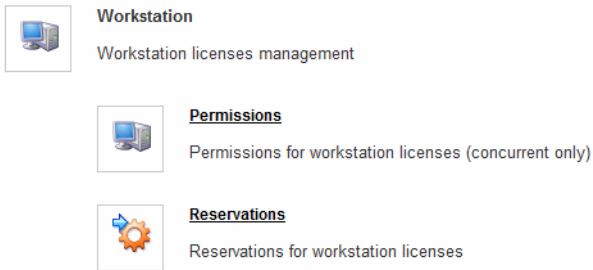 Workstation
Workstation licenses management
Permissions
Permissions for workstation licenses (concurrent only)
Reservations
Reservations for workstation licenses